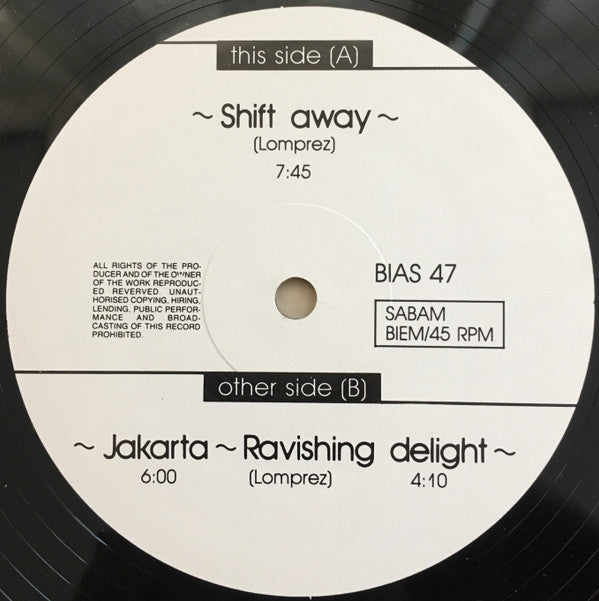 this side (A)
~ Shift away ~
(Lomprez)
7:45
ALL RIGHTS OF THE PRO-
DUCER AND OF THE OWNER
OF THE WORK REPRODUC-
ED REVERVED. UNAUT-
HORISED COPYING, HIRING,
LENDING, PUBLIC PERFOR-
MANCE AND BROAD-
CASTING OF THIS RECORD
PROHIBITED.
BIAS 47
SABAM
BIEM/45 RPM
other side (B)
~ Jakarta ~ Ravishing delight ~
6:00 (Lomprez) 4:10